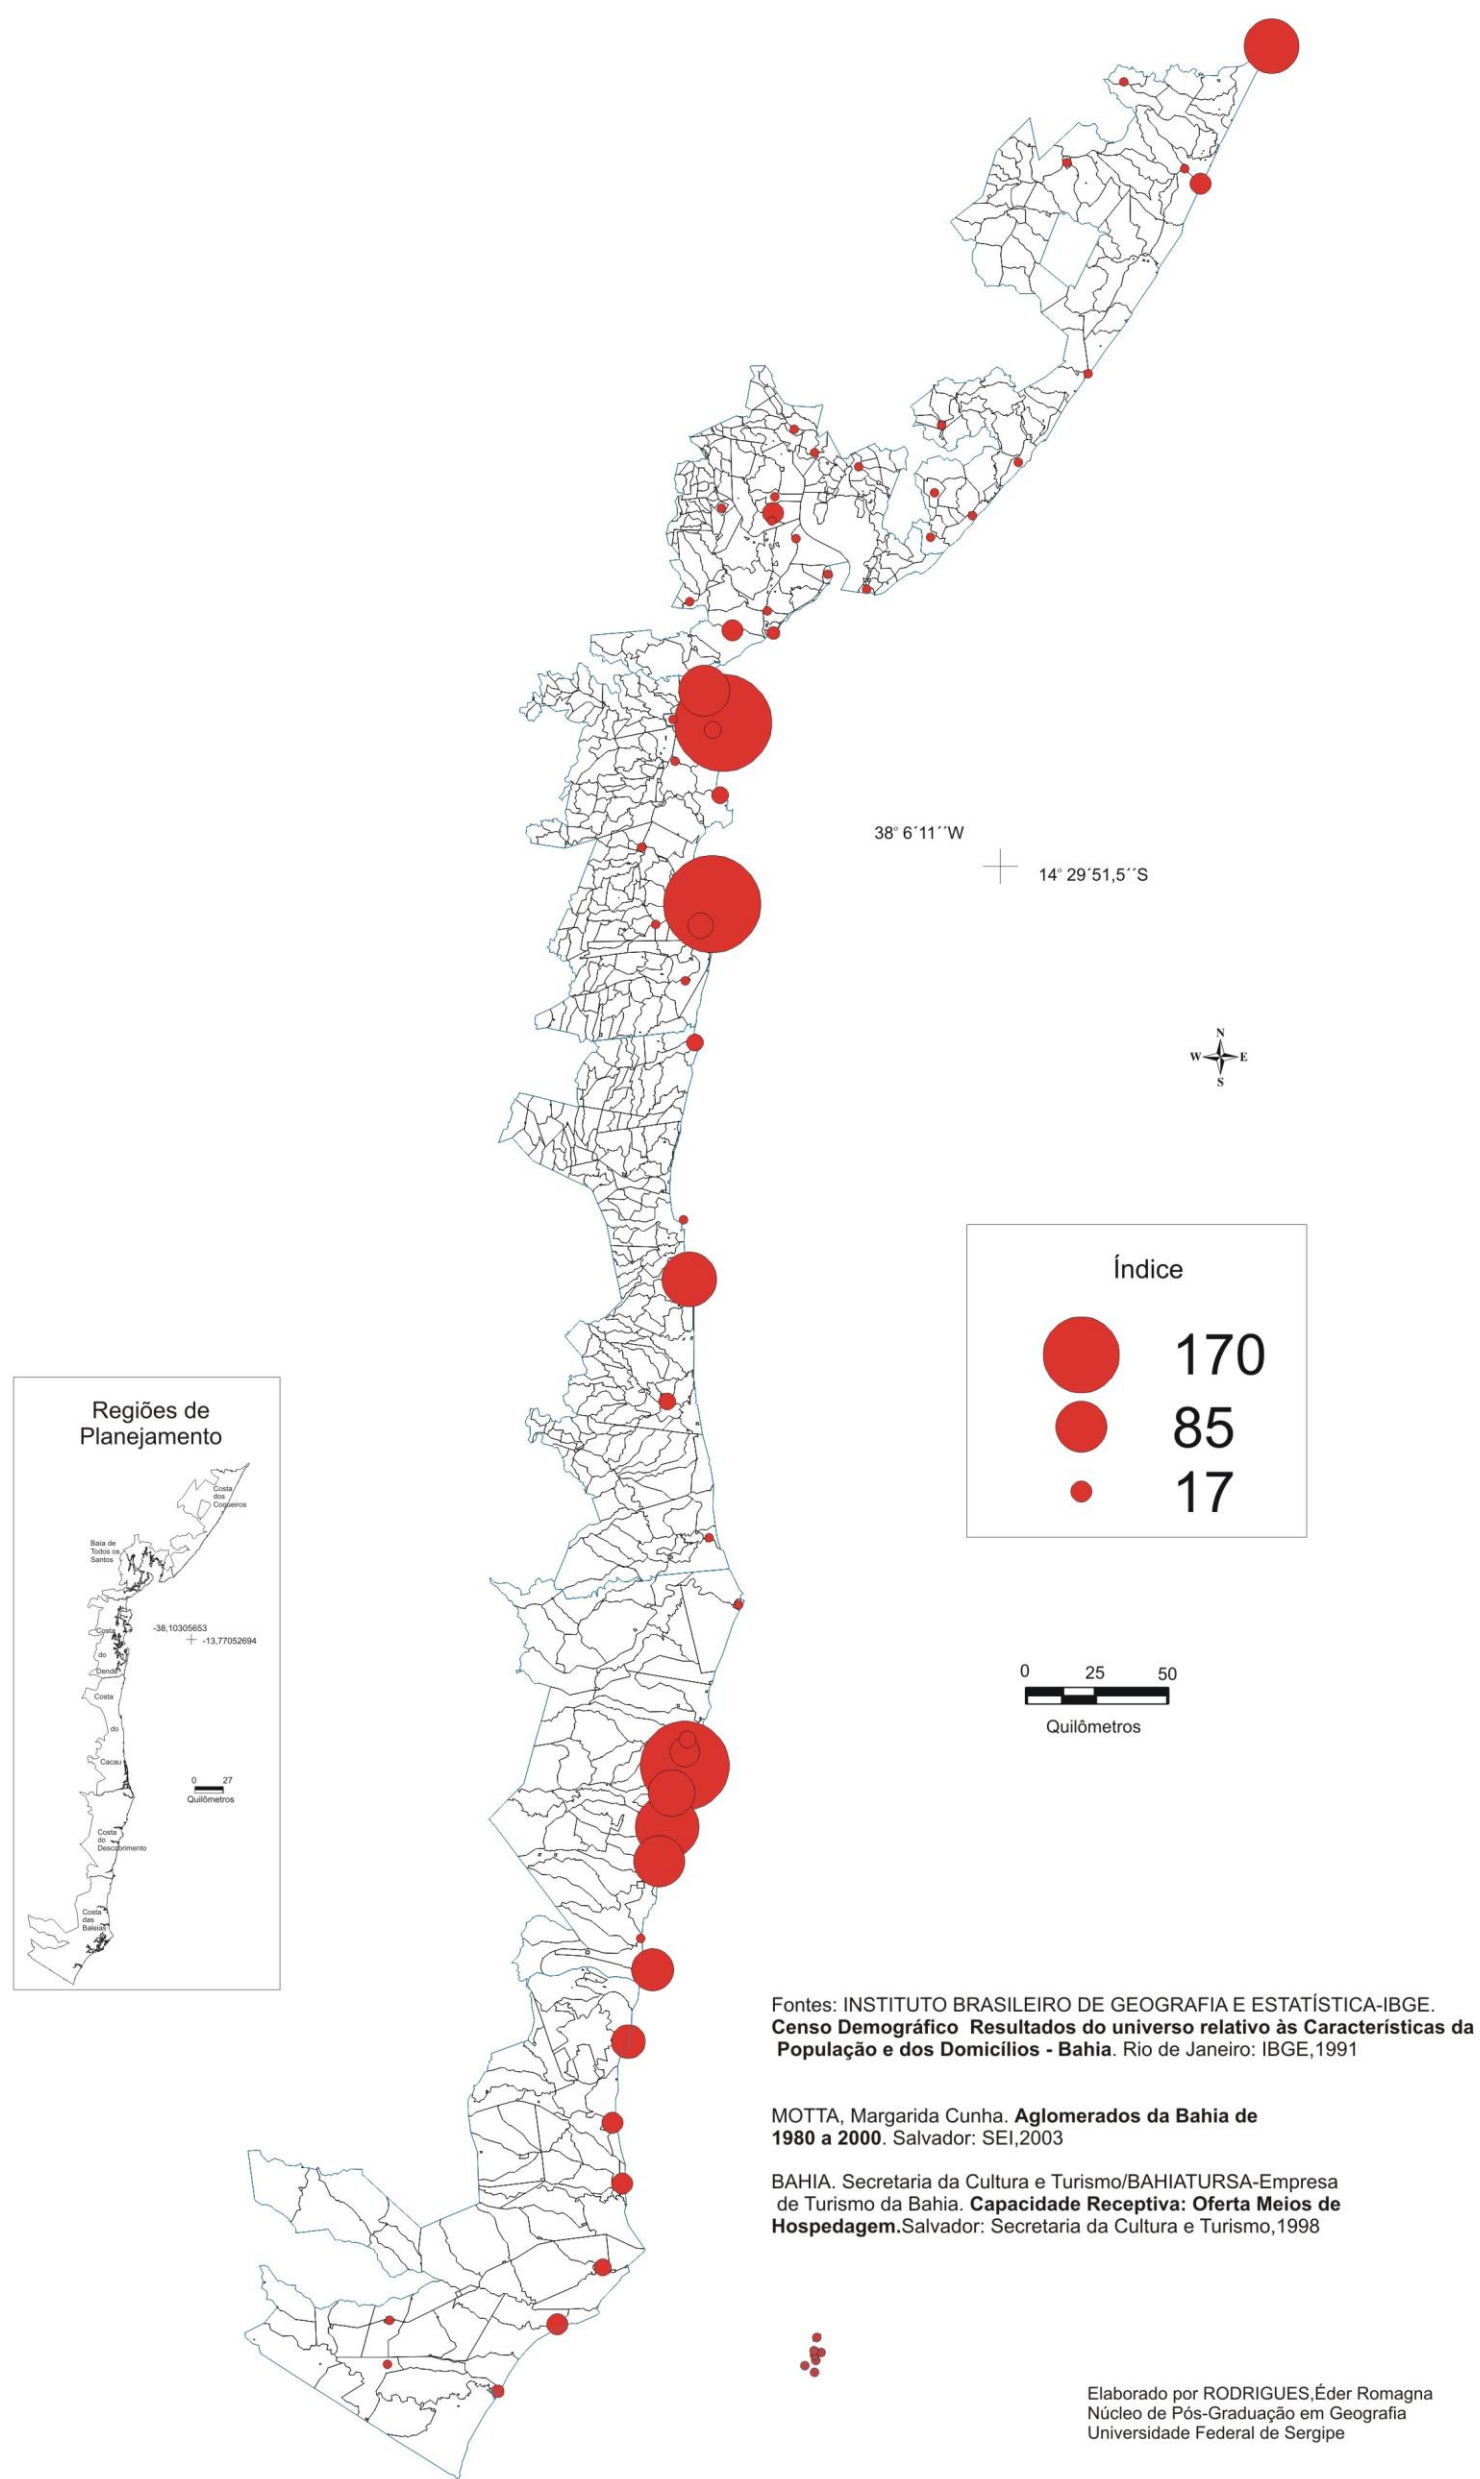 38° 6´11´´W
14° 29´51,5´´S
N
W E
S
Índice
170
85
17
Regiões de
Planejamento
Costa
dos
Coqueiros
Baía de
Todos os
Santos
-38,10305653
-13,77052694
Costa
do
Dendê
Costa
do
Cacau
0 27
Quilômetros
Costa
do
Descobrimento
Costa
das
Baleias
0 25 50
Quilômetros
Fontes: INSTITUTO BRASILEIRO DE GEOGRAFIA E ESTATÍSTICA-IBGE.
Censo Demográfico Resultados do universo relativo às Características da
População e dos Domicílios - Bahia. Rio de Janeiro: IBGE,1991
MOTTA, Margarida Cunha. Aglomerados da Bahia de
1980 a 2000. Salvador: SEI,2003
BAHIA. Secretaria da Cultura e Turismo/BAHIATURSA-Empresa
de Turismo da Bahia. Capacidade Receptiva: Oferta Meios de
Hospedagem.Salvador: Secretaria da Cultura e Turismo,1998
Elaborado por RODRIGUES,Éder Romagna
Núcleo de Pós-Graduação em Geografia
Universidade Federal de Sergipe